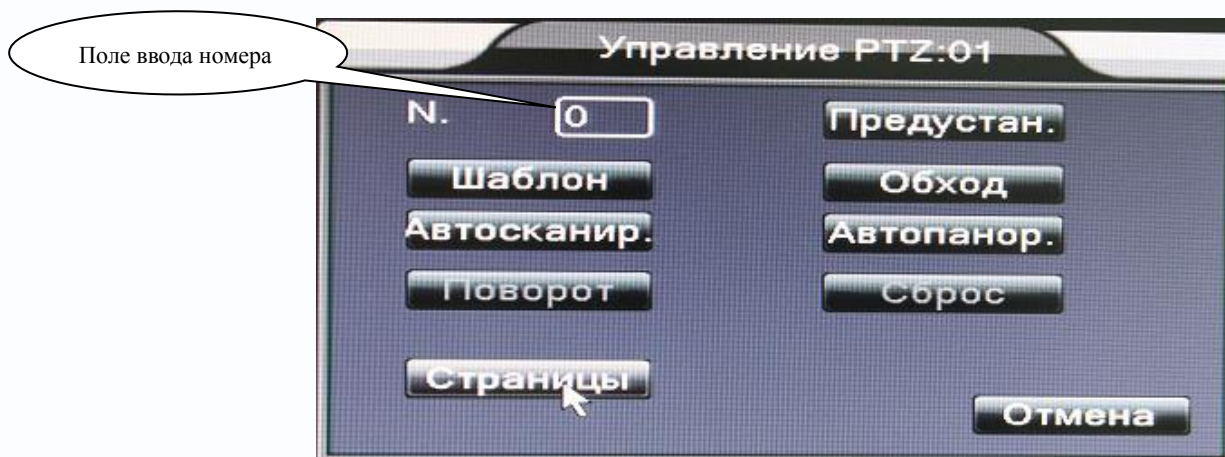 Поле ввода номера
Управление PTZ:01
N. 0 Предустан.
Шаблон Обход
Автосканир. Автопанор.
Поворот Сброс
Страницы
Отмена